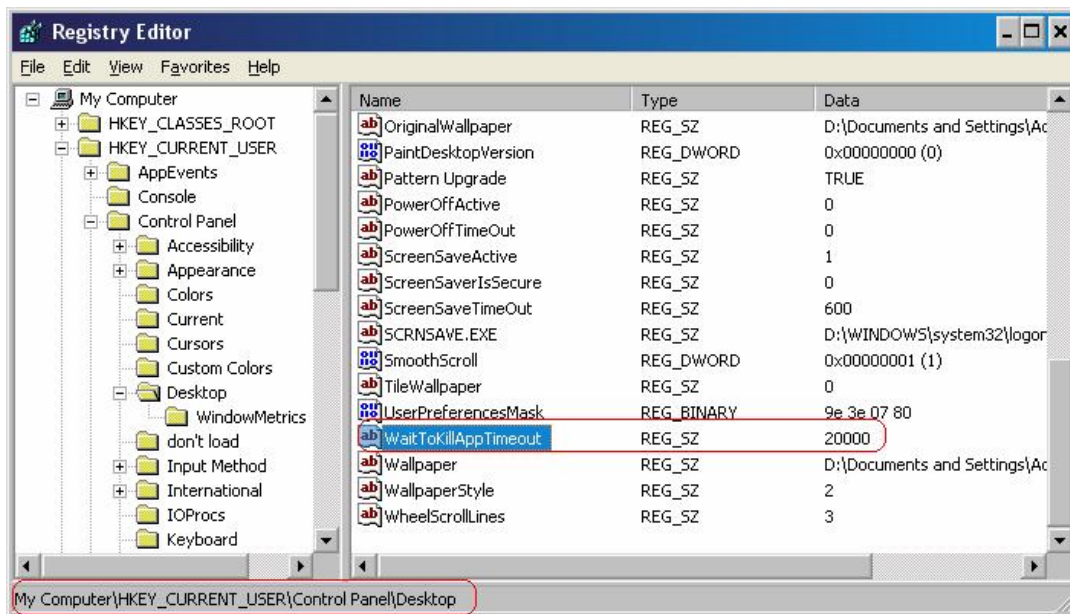 Registry Editor
File Edit View Favorites Help
My Computer
HKEY_CLASSES_ROOT
HKEY_CURRENT_USER
AppEvents
Console
Control Panel
Accessibility
Appearance
Colors
Current
Cursors
Custom Colors
Desktop
WindowMetrics
don't load
Input Method
International
IOProcs
Keyboard
Name Type Data
OriginalWallpaper REG_SZ D:\Documents and Settings\Ad
PaintDesktopVersion REG_DWORD 0x00000000 (0)
Pattern Upgrade REG_SZ TRUE
PowerOffActive REG_SZ 0
PowerOffTimeOut REG_SZ 0
ScreenSaveActive REG_SZ 1
ScreenSaverIsSecure REG_SZ 0
ScreenSaveTimeOut REG_SZ 600
SCRNSAVE.EXE REG_SZ D:\WINDOWS\system32\logor
SmoothScroll REG_DWORD 0x00000001 (1)
TileWallpaper REG_SZ 0
UserPreferencesMask REG_BINARY 9e 3e 07 80
WaitToKillAppTimeout REG_SZ 20000
Wallpaper REG_SZ D:\Documents and Settings\Ad
WallpaperStyle REG_SZ 2
WheelScrollLines REG_SZ 3
My Computer\HKEY_CURRENT_USER\Control Panel\Desktop